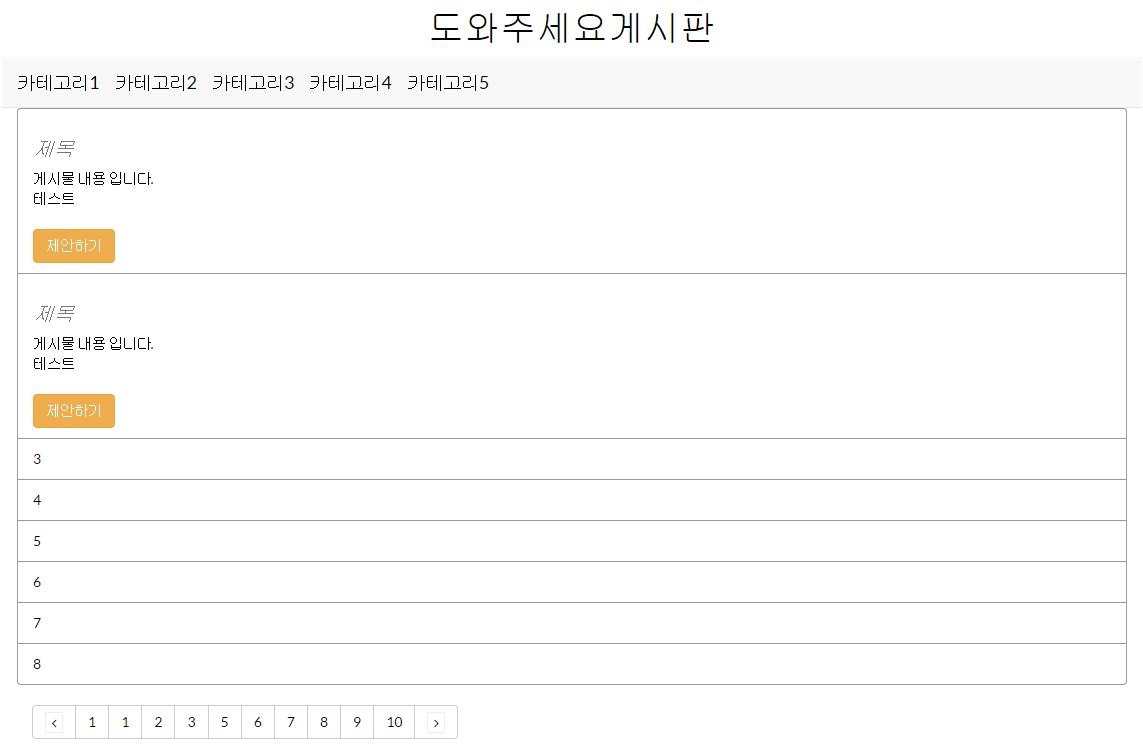 도와주세요게시판
카테고리1 카테고리2 카테고리3 카테고리4 카테고리5
제목
게시물 내용 입니다.
테스트
제안하기
제목
게시물 내용 입니다.
테스트
제안하기
3
4
5
6
7
8
‹ 1 1 2 3 5 6 7 8 9 10 ›